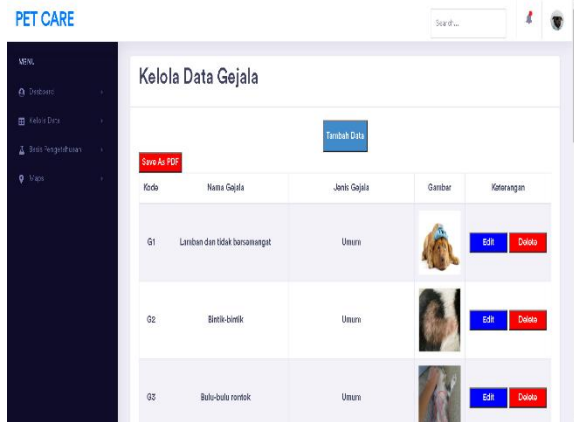 PET CARE
Search...
MENU
Dasboard
Kelola Data
Basis Pengetahuan
Maps
Kelola Data Gejala
Tambah Data
Save As PDF
Kode Nama Gejala Jenis Gejala Gambar Keterangan
G1 Lamban dan tidak bersemangat Umum Edit Delete
G2 Bintik-bintik Umum Edit Delete
G3 Bulu-bulu rontok Umum Edit Delete